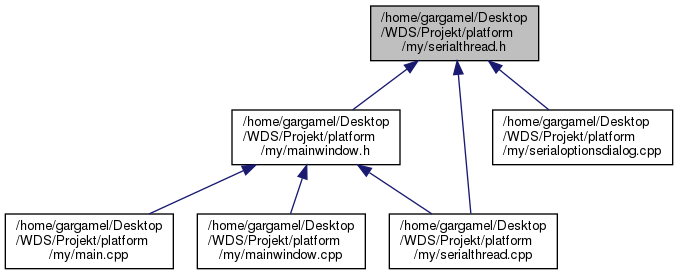 /home/gargamel/Desktop
/WDS/Projekt/platform
/my/serialthread.h
/home/gargamel/Desktop
/WDS/Projekt/platform
/my/mainwindow.h
/home/gargamel/Desktop
/WDS/Projekt/platform
/my/serialoptionsdialog.cpp
/home/gargamel/Desktop
/WDS/Projekt/platform
/my/main.cpp
/home/gargamel/Desktop
/WDS/Projekt/platform
/my/mainwindow.cpp
/home/gargamel/Desktop
/WDS/Projekt/platform
/my/serialthread.cpp